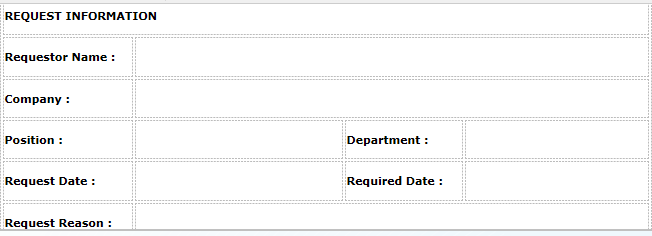 REQUEST INFORMATION
Requestor Name :
Company :
Position : Department :
Request Date : Required Date :
Request Reason :